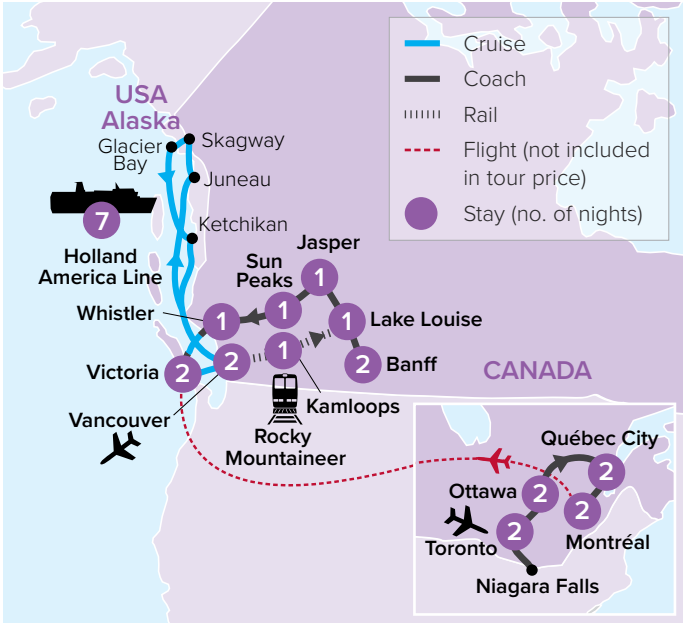 Cruise
Coach
Rail
Flight (not included
in tour price)
Stay (no. of nights)
USA
Alaska
Skagway
Glacier
Bay
Juneau
7
Ketchikan
Holland
America Line
Jasper
Sun
Peaks
1
1
Whistler
1
1
Lake Louise
Victoria
2
2
1
2
Banff
CANADA
Vancouver
Kamloops
Rocky
Mountaineer
Québec City
2
Ottawa
2
2
2
Toronto
Montréal
Niagara Falls